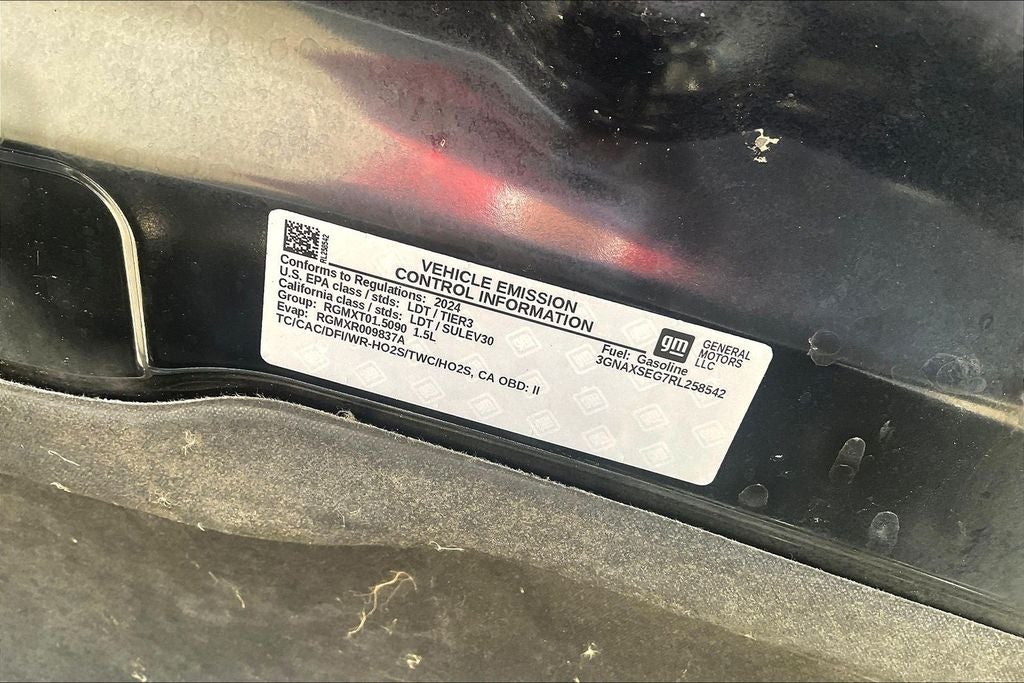 RL258542
VEHICLE EMISSION
CONTROL INFORMATION
Conforms to Regulations: 2024
U.S. EPA class / stds: LDT / TIER3
California class / stds: LDT / SULEV30
Group: RGMXT01.5090 1.5L
Evap: RGMXR009837A
TC/CAC/DFI/WR-HO2S/TWC/HO2S, CA OBD: II
gm
GENERAL
MOTORS
LLC
Fuel: Gasoline
3GNAXSEG7RL258542